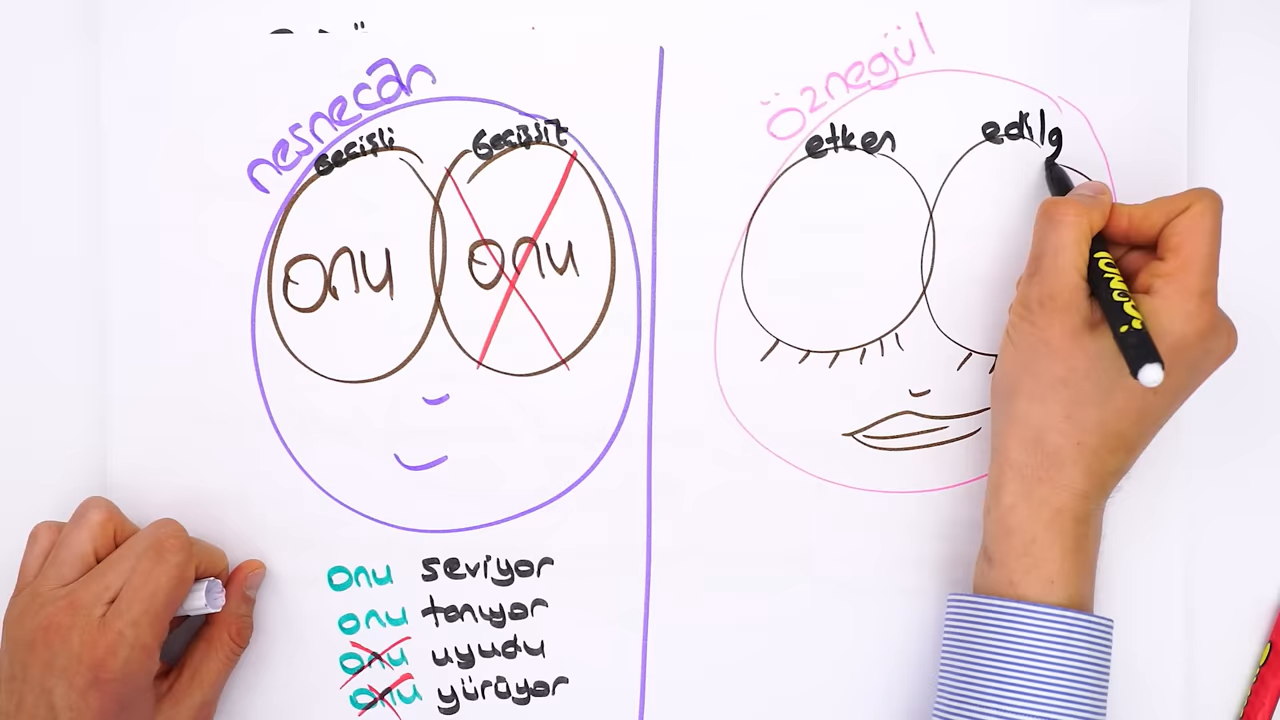 nesnecan
geçişli
geçişsiz
onu
onu
onu seviyor
onu tanıyor
onu uyudu
onu yürüyor
öznegül
etken
edilg